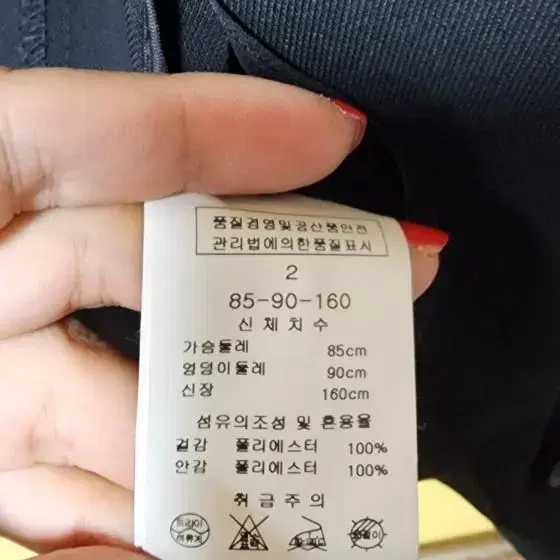 품질경영및공산품안전
관리법에의한품질표시
2
85-90-160
신체치수
가슴둘레 85cm
엉덩이둘레 90cm
신장 160cm
섬유의조성 및 혼용율
겉감 폴리에스터 100%
안감 폴리에스터 100%
취급주의
드라이